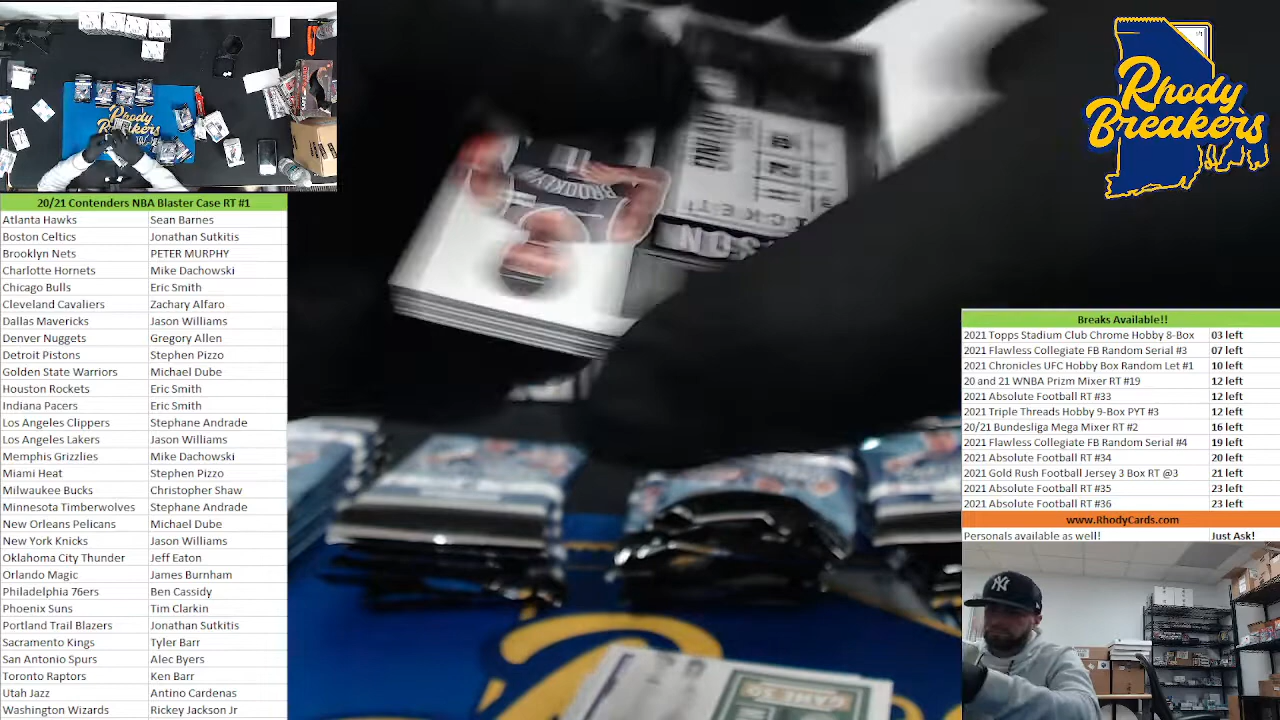 Rhody
Breakers
20/21 Contenders NBA Blaster Case RT #1
Atlanta Hawks Sean Barnes
Boston Celtics Jonathan Sutkitis
Brooklyn Nets PETER MURPHY
Charlotte Hornets Mike Dachowski
Chicago Bulls Eric Smith
Cleveland Cavaliers Zachary Alfaro
Dallas Mavericks Jason Williams
Denver Nuggets Gregory Allen
Detroit Pistons Stephen Pizzo
Golden State Warriors Michael Dube
Houston Rockets Eric Smith
Indiana Pacers Eric Smith
Los Angeles Clippers Stephane Andrade
Los Angeles Lakers Jason Williams
Memphis Grizzlies Mike Dachowski
Miami Heat Stephen Pizzo
Milwaukee Bucks Christopher Shaw
Minnesota Timberwolves Stephane Andrade
New Orleans Pelicans Michael Dube
New York Knicks Jason Williams
Oklahoma City Thunder Jeff Eaton
Orlando Magic James Burnham
Philadelphia 76ers Ben Cassidy
Phoenix Suns Tim Clarkin
Portland Trail Blazers Jonathan Sutkitis
Sacramento Kings Tyler Barr
San Antonio Spurs Alec Byers
Toronto Raptors Ken Barr
Utah Jazz Antino Cardenas
Washington Wizards Rickey Jackson Jr
BROOKLYN
Rhody
Breakers
Breaks Available!!
2021 Topps Stadium Club Chrome Hobby 8-Box 03 left
2021 Flawless Collegiate FB Random Serial #3 07 left
2021 Chronicles UFC Hobby Box Random Let #1 10 left
20 and 21 WNBA Prizm Mixer RT #19 12 left
2021 Absolute Football RT #33 12 left
2021 Triple Threads Hobby 9-Box PYT #3 12 left
20/21 Bundesliga Mega Mixer RT #2 16 left
2021 Flawless Collegiate FB Random Serial #4 19 left
2021 Absolute Football RT #34 20 left
2021 Gold Rush Football Jersey 3 Box RT @3 21 left
2021 Absolute Football RT #35 23 left
2021 Absolute Football RT #36 23 left
www.RhodyCards.com
Personals available as well! Just Ask!